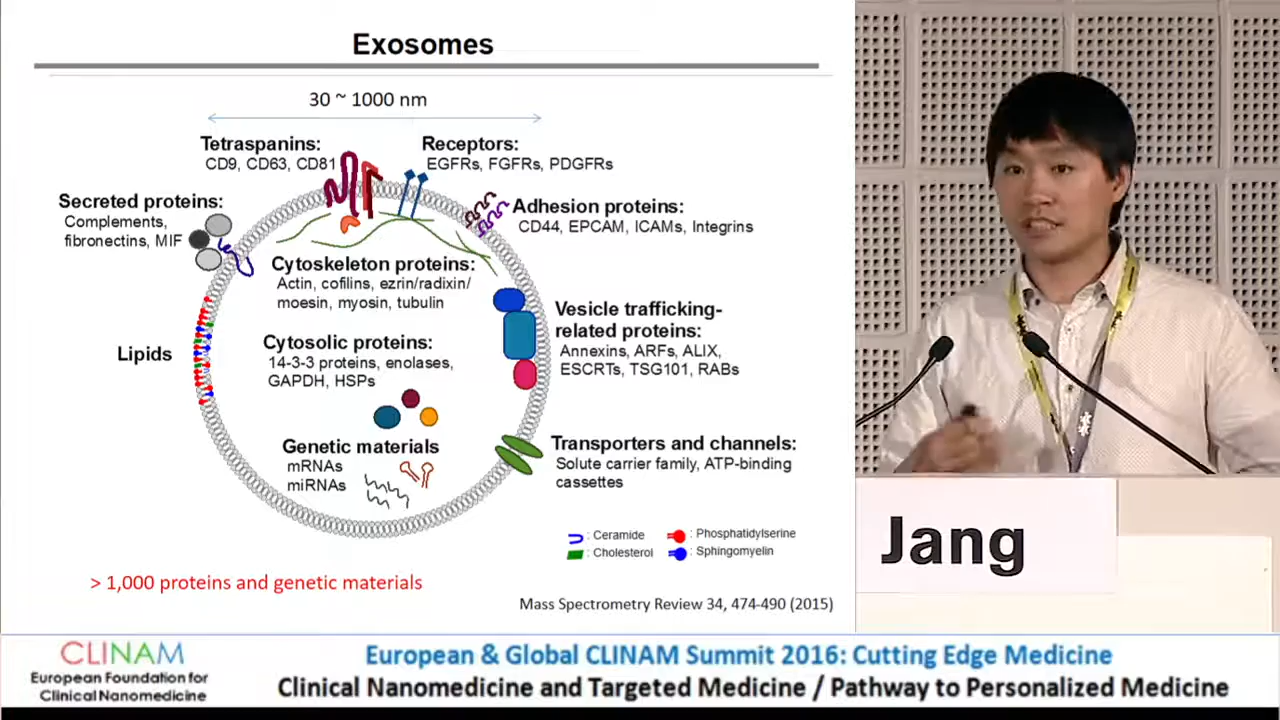 Exosomes
30 ~ 1000 nm
Tetraspanins:
CD9, CD63, CD81
Receptors:
EGFRs, FGFRs, PDGFRs
Secreted proteins:
Complements,
fibronectins, MIF
Adhesion proteins:
CD44, EPCAM, ICAMs, Integrins
Cytoskeleton proteins:
Actin, cofilins, ezrin/radixin/
moesin, myosin, tubulin
Vesicle trafficking-
related proteins:
Annexins, ARFs, ALIX,
ESCRTs, TSG101, RABs
Cytosolic proteins:
14-3-3 proteins, enolases,
GAPDH, HSPs
Lipids
Genetic materials
mRNAs
miRNAs
Transporters and channels:
Solute carrier family, ATP-binding
cassettes
: Ceramide
: Phosphatidylserine
: Cholesterol
: Sphingomyelin
> 1,000 proteins and genetic materials
Mass Spectrometry Review 34, 474-490 (2015)
Jang
CLINAM
European Foundation for
Clinical Nanomedicine
European & Global CLINAM Summit 2016: Cutting Edge Medicine
Clinical Nanomedicine and Targeted Medicine / Pathway to Personalized Medicine